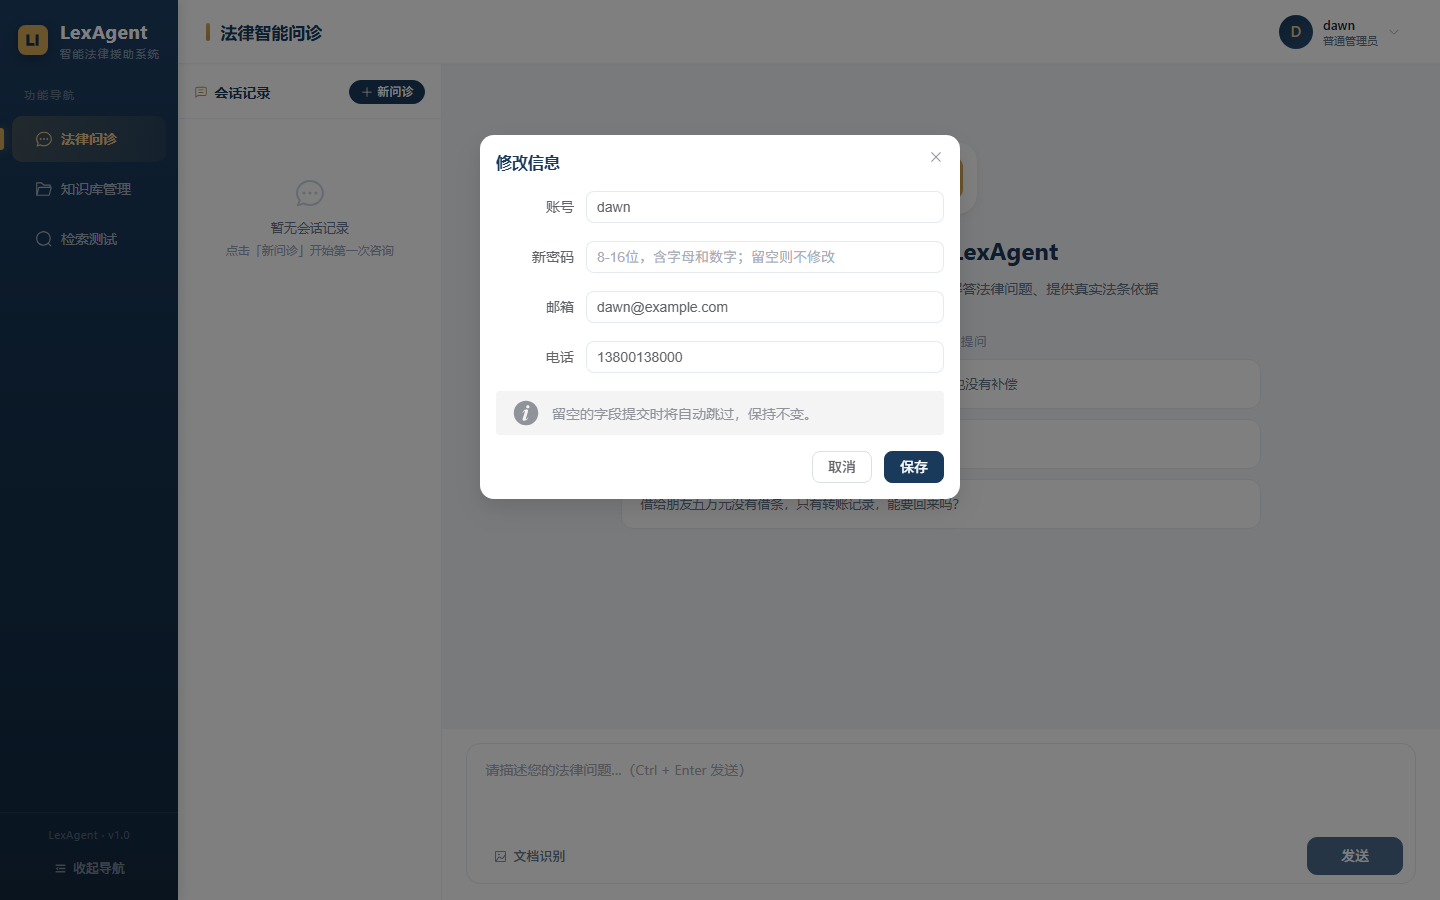 LI
LexAgent
智能法律援助系统
功能导航
法律问诊
知识库管理
检索测试
LexAgent · v1.0
收起导航
法律智能问诊
D
dawn
普通管理员
会话记录
新问诊
暂无会话记录
点击「新问诊」开始第一次咨询
修改信息
账号
dawn
新密码
8-16位，含字母和数字；留空则不修改
邮箱
dawn@example.com
电话
13800138000
留空的字段提交时将自动跳过，保持不变。
取消
保存
LexAgent
答法律问题、提供真实法条依据
提问
没有补偿
借给朋友五万元没有借条，只有转账记录，能要回来吗？
请描述您的法律问题...（Ctrl + Enter 发送）
文档识别
发送